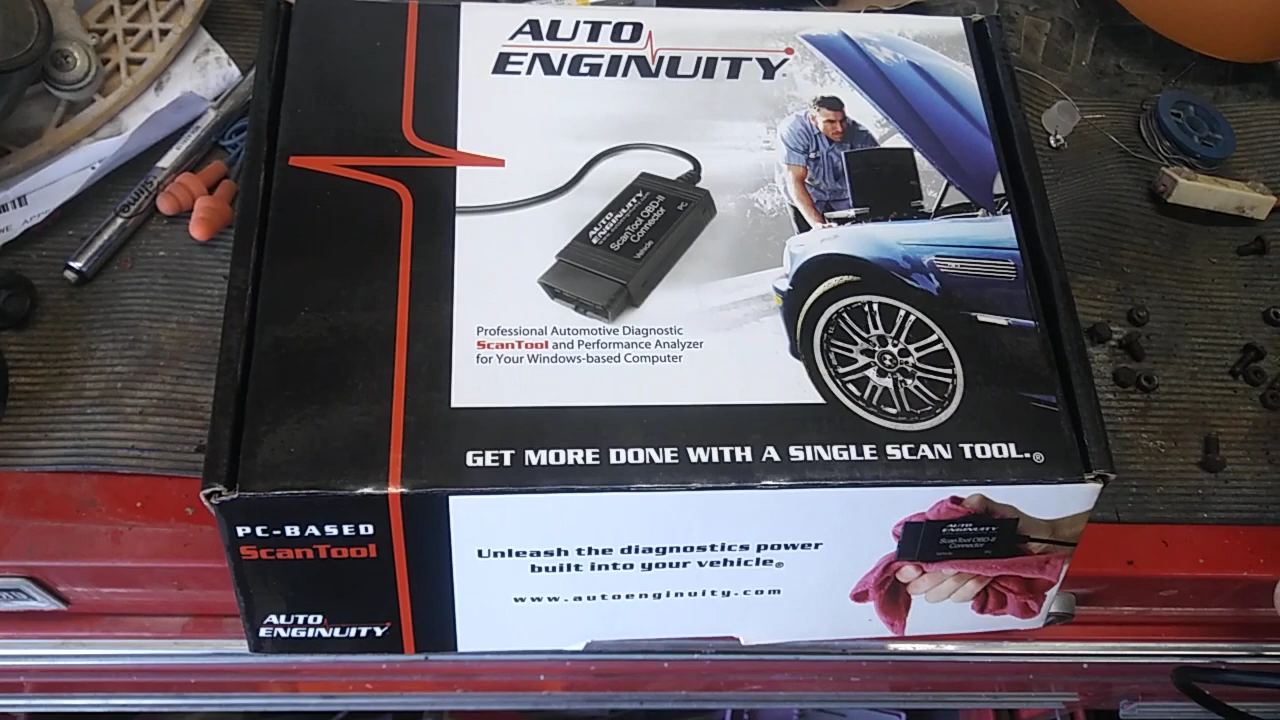 AUTO
ENGINUITY
AUTO
ENGINUITY
ScanTool OBD-II
Connector
Vehicle
PC
Professional Automotive Diagnostic
ScanTool and Performance Analyzer
for Your Windows-based Computer
GET MORE DONE WITH A SINGLE SCAN TOOL.®
PC-BASED
ScanTool
AUTO
ENGINUITY
Unleash the diagnostics power
built into your vehicle®
www.autoenginuity.com
AUTO
ENGINUITY
ScanTool OBD-II
Connector